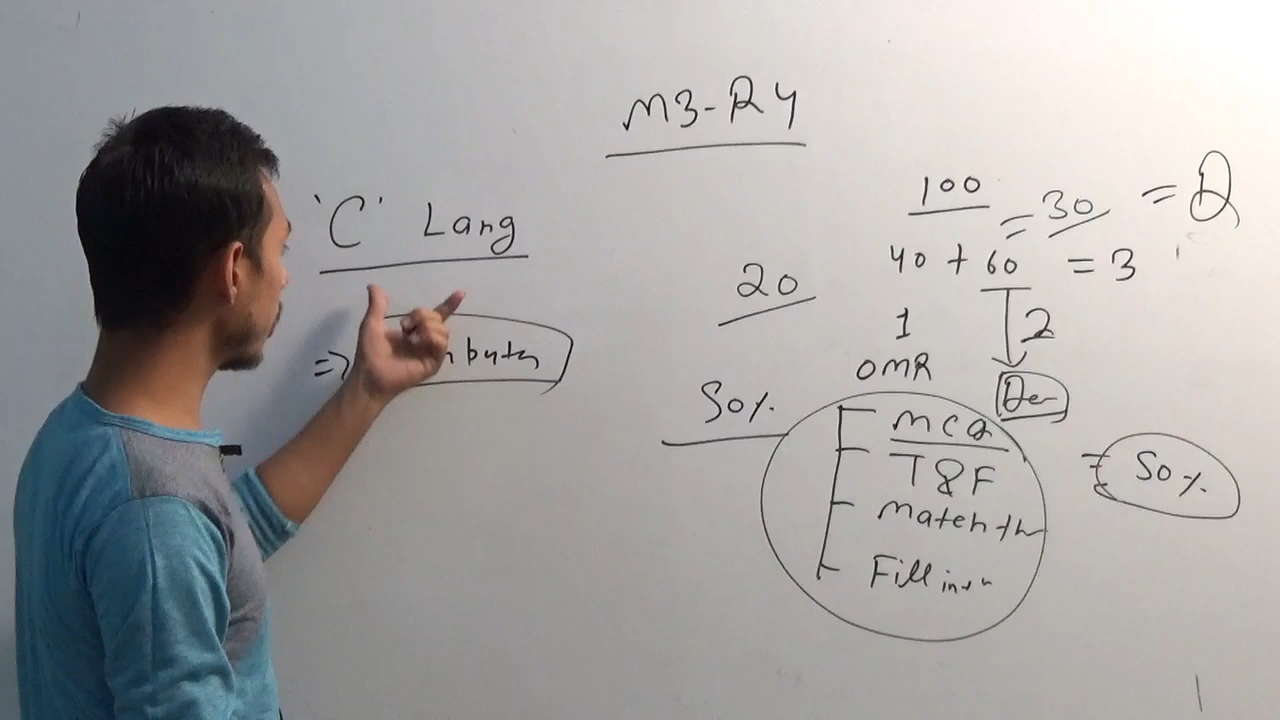 M3-R4
'C' Lang
=>
100
= 30 = D
40 + 60 = 3
20
1 2
OMR
50%
MCQ
T & F
Match th
Fill in
= 50%